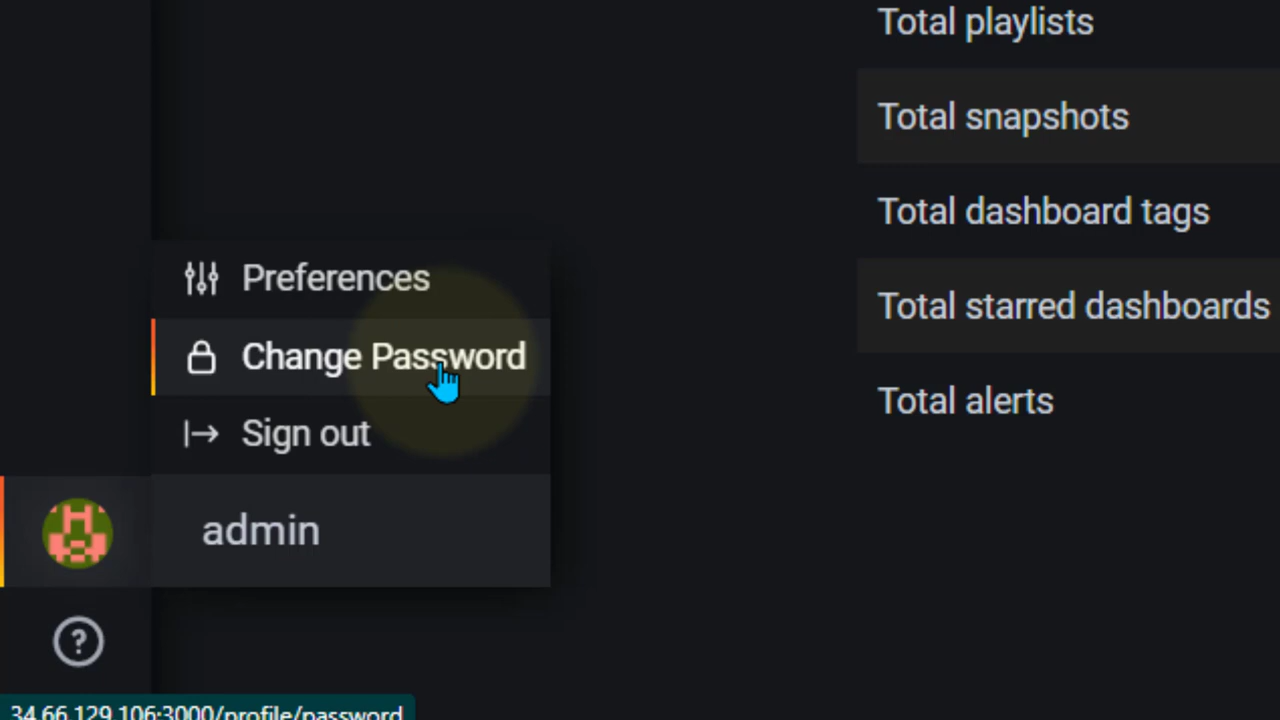 Total playlists
Total snapshots
Total dashboard tags
Total starred dashboards
Total alerts
Preferences
Change Password
Sign out
admin
34.66.129.106:3000/profile/password